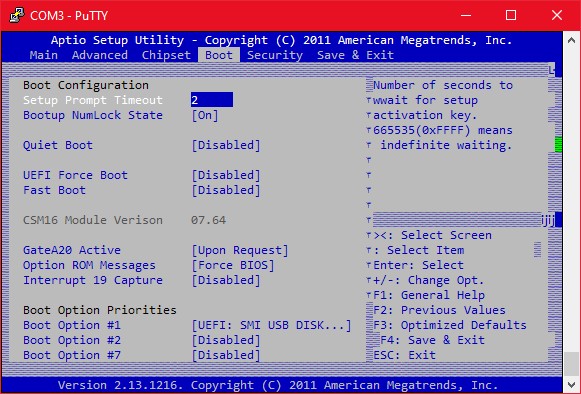 COM3 - PuTTY
Aptio Setup Utility - Copyright (C) 2011 American Megatrends, Inc.
Main Advanced Chipset Boot Security Save & Exit
Boot Configuration
Setup Prompt Timeout 2
Bootup NumLock State [On]
Quiet Boot [Disabled]
UEFI Force Boot [Disabled]
Fast Boot [Disabled]
CSM16 Module Verison 07.64
GateA20 Active [Upon Request]
Option ROM Messages [Force BIOS]
Interrupt 19 Capture [Disabled]
Boot Option Priorities
Boot Option #1 [UEFI: SMI USB DISK...]
Boot Option #2 [Disabled]
Boot Option #7 [Disabled]
Number of seconds to
wwait for setup
activation key.
665535(0xFFFF) means
indefinite waiting.
><: Select Screen
: Select Item
Enter: Select
+/-: Change Opt.
F1: General Help
F2: Previous Values
F3: Optimized Defaults
F4: Save & Exit
ESC: Exit
Version 2.13.1216. Copyright (C) 2011 American Megatrends, Inc.